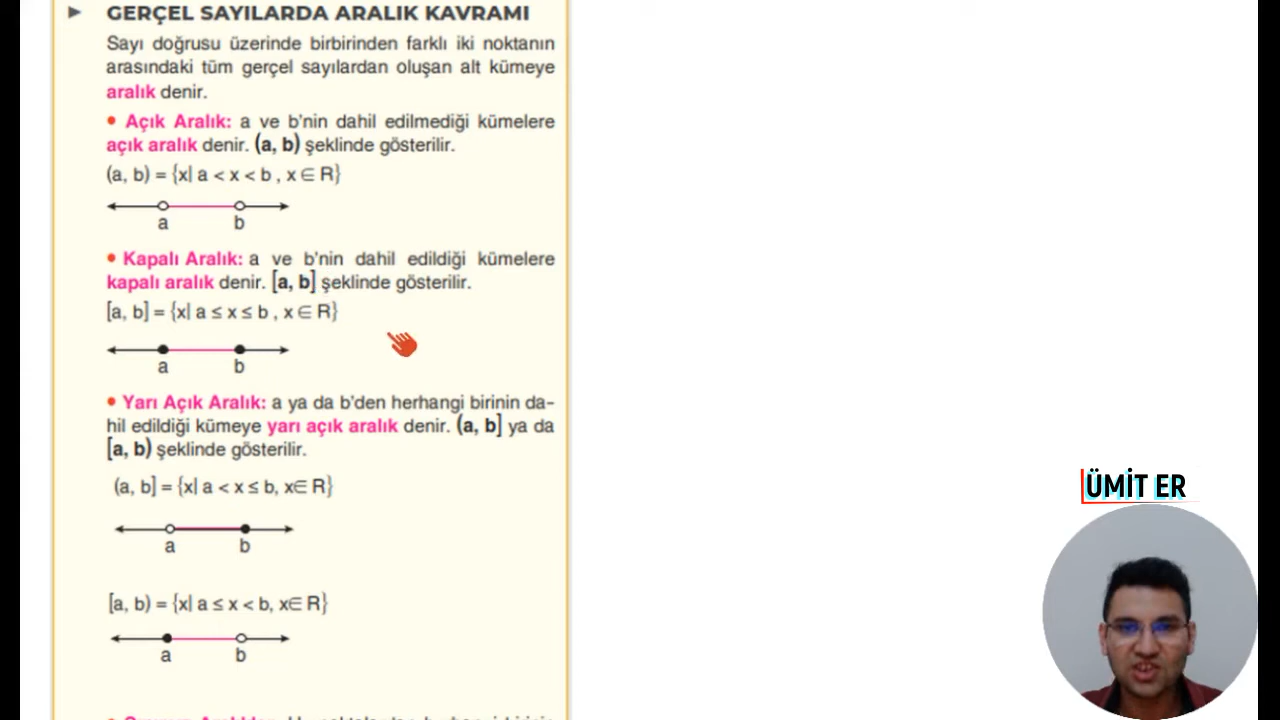 GERÇEL SAYILARDA ARALIK KAVRAMI
Sayı doğrusu üzerinde birbirinden farklı iki noktanın
arasındaki tüm gerçel sayılardan oluşan alt kümeye
aralık denir.
• Açık Aralık: a ve b'nin dahil edilmediği kümelere
açık aralık denir. (a, b) şeklinde gösterilir.
(a, b) = {x| a < x < b , x ∈ R}
a b
• Kapalı Aralık: a ve b'nin dahil edildiği kümelere
kapalı aralık denir. [a, b] şeklinde gösterilir.
[a, b] = {x| a ≤ x ≤ b , x ∈ R}
a b
• Yarı Açık Aralık: a ya da b'den herhangi birinin da-
hil edildiği kümeye yarı açık aralık denir. (a, b] ya da
[a, b) şeklinde gösterilir.
(a, b] = {x| a < x ≤ b, x∈ R}
a b
[a, b) = {x| a ≤ x < b, x∈ R}
a b
ÜMİT ER